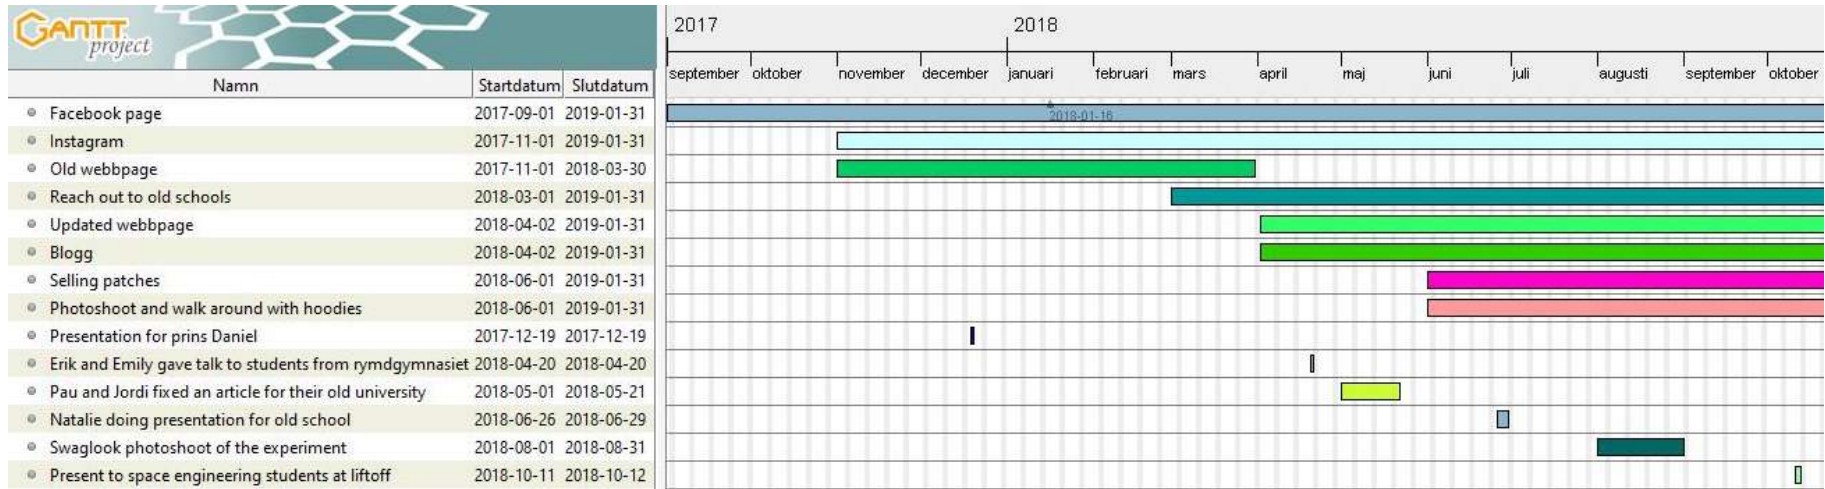 GANTT
project
2017 2018
Namn Startdatum Slutdatum september oktober november december januari februari mars april maj juni juli augusti september oktober
Facebook page 2017-09-01 2019-01-31 2018-01-16
Instagram 2017-11-01 2019-01-31
Old webbpage 2017-11-01 2018-03-30
Reach out to old schools 2018-03-01 2019-01-31
Updated webbpage 2018-04-02 2019-01-31
Blogg 2018-04-02 2019-01-31
Selling patches 2018-06-01 2019-01-31
Photoshoot and walk around with hoodies 2018-06-01 2019-01-31
Presentation for prins Daniel 2017-12-19 2017-12-19
Erik and Emily gave talk to students from rymdgymnasiet 2018-04-20 2018-04-20
Pau and Jordi fixed an article for their old university 2018-05-01 2018-05-21
Natalie doing presentation for old school 2018-06-26 2018-06-29
Swaglook photoshoot of the experiment 2018-08-01 2018-08-31
Present to space engineering students at liftoff 2018-10-11 2018-10-12